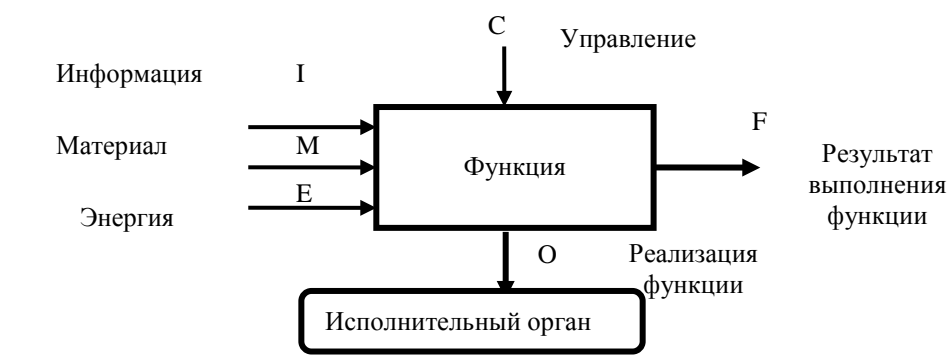 C
Управление
Информация I
Материал M
Энергия E
Функция
F
Результат
выполнения
функции
O
Реализация
функции
Исполнительный орган